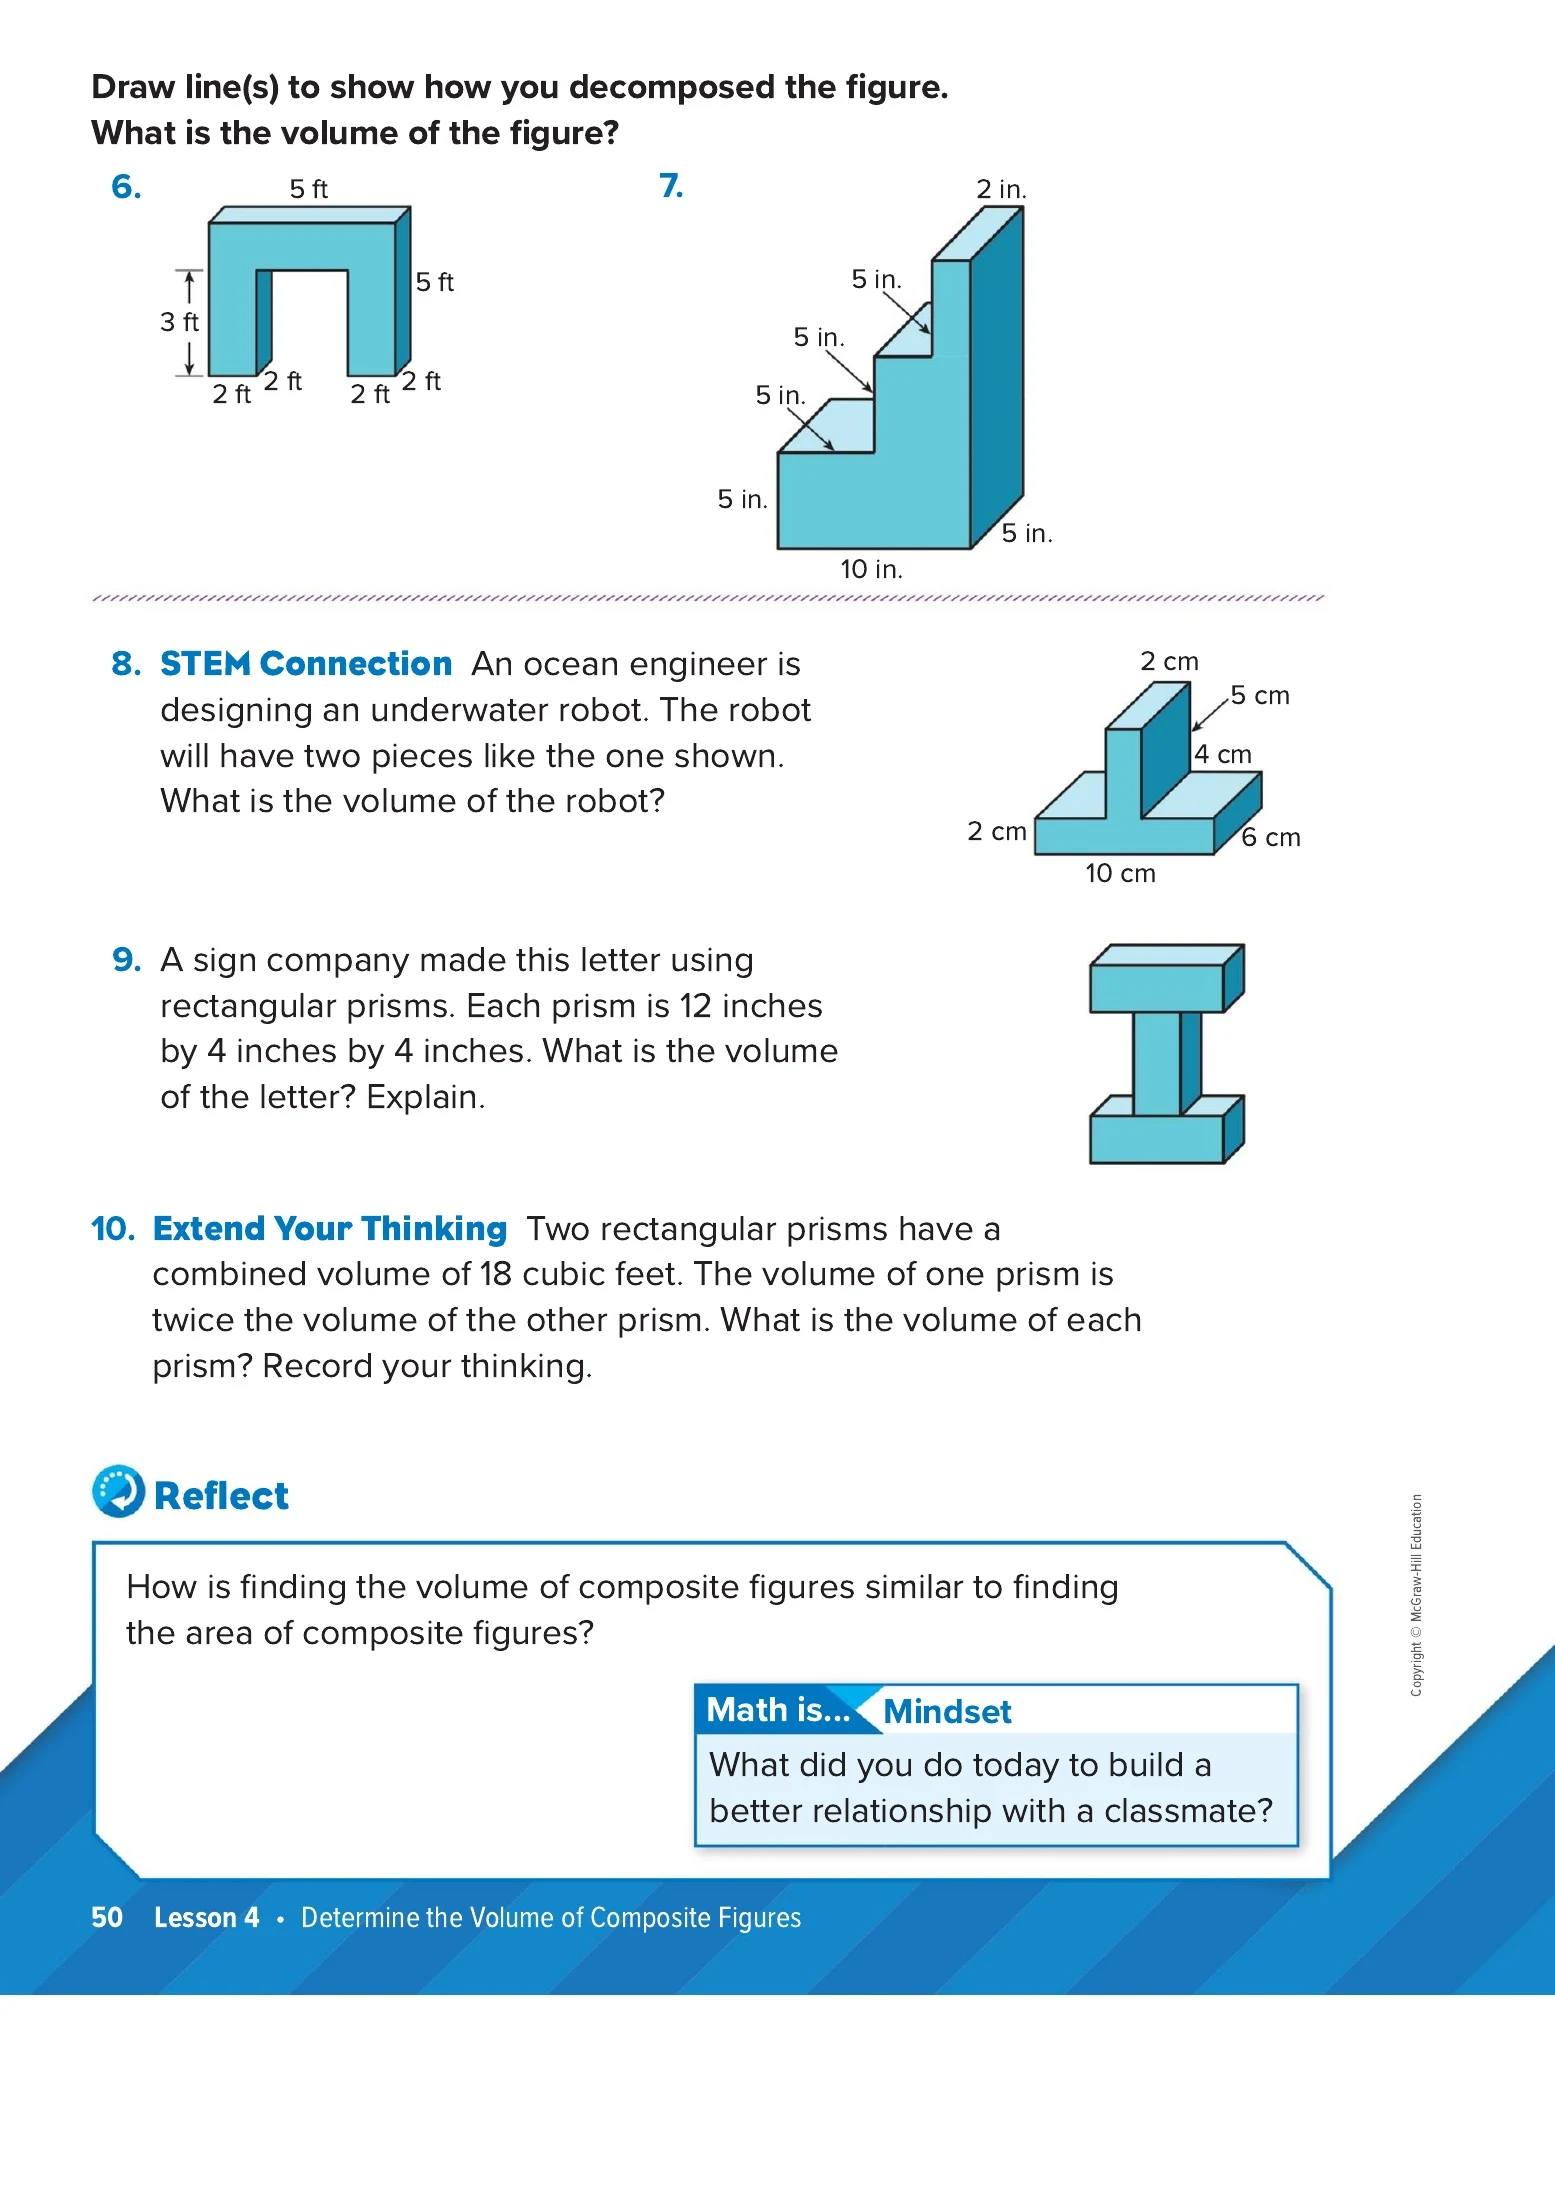 Draw line(s) to show how you decomposed the figure.
What is the volume of the figure?
6.
5 ft
5 ft
3 ft
2 ft
2 ft
2 ft
2 ft
7.
2 in.
5 in.
5 in.
5 in.
5 in.
5 in.
10 in.
8. STEM Connection An ocean engineer is
designing an underwater robot. The robot
will have two pieces like the one shown.
What is the volume of the robot?
2 cm
5 cm
4 cm
2 cm
6 cm
10 cm
9. A sign company made this letter using
rectangular prisms. Each prism is 12 inches
by 4 inches by 4 inches. What is the volume
of the letter? Explain.
10. Extend Your Thinking Two rectangular prisms have a
combined volume of 18 cubic feet. The volume of one prism is
twice the volume of the other prism. What is the volume of each
prism? Record your thinking.
Reflect
How is finding the volume of composite figures similar to finding
the area of composite figures?
Math is... Mindset
What did you do today to build a
better relationship with a classmate?
Copyright © McGraw-Hill Education
50 Lesson 4 • Determine the Volume of Composite Figures